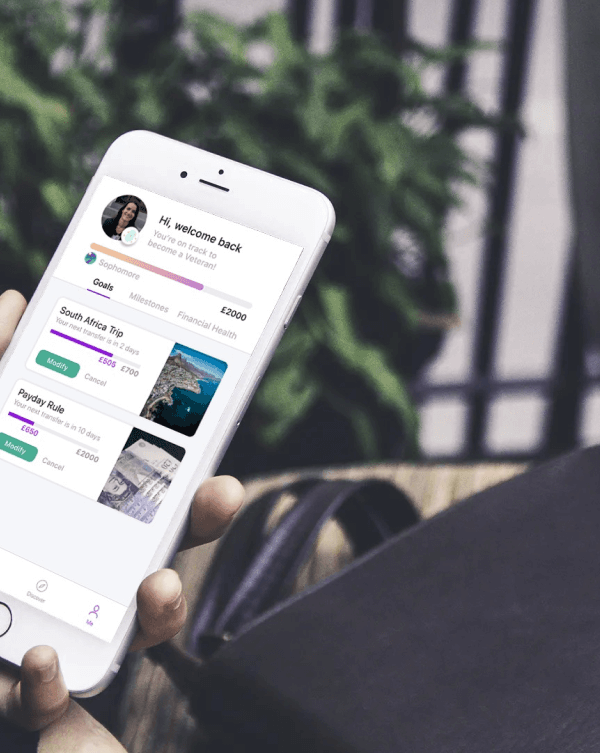 Hi, welcome back
You're on track to
become a Veteran!
Sophomore
£2000
Goals
Milestones
Financial Health
South Africa Trip
Your next transfer is in 2 days
£505 £700
Modify
Cancel
Payday Rule
Your next transfer is in 10 days
£650
£2000
Modify
Cancel
Discover
Me